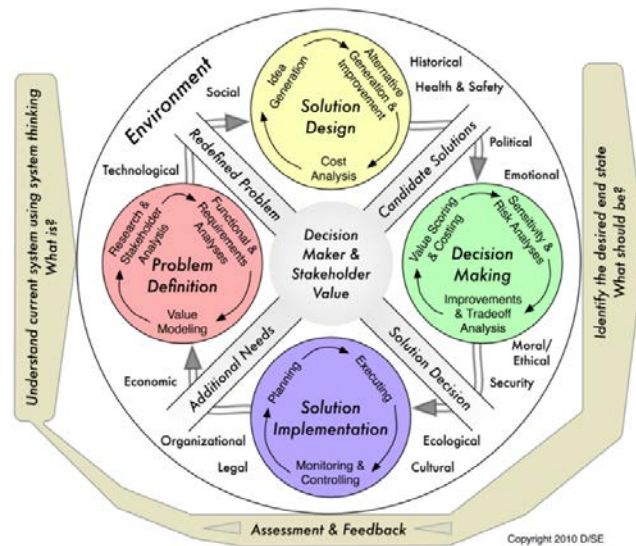 Environment
Historical
Health & Safety
Social
Idea
Generation
Alternative
Generation &
Improvement
Solution
Design
Cost
Analysis
Political
Emotional
Technological
Redefined Problem
Candidate Solutions
Research &
Stakeholder
Analysis
Functional &
Requirements
Analyses
Problem
Definition
Value
Modeling
Decision
Maker &
Stakeholder
Value
Value Scoring
& Costing
Sensitivity &
Risk Analyses
Decision
Making
Improvements
& Tradeoff
Analysis
Moral/
Ethical
Security
Economic
Additional Needs
Solution Decision
Planning
Executing
Solution
Implementation
Monitoring &
Controlling
Organizational
Legal
Ecological
Cultural
Understand current system using system thinking
What is?
Identify the desired end state
What should be?
Assessment & Feedback
Copyright 2010 D/SE